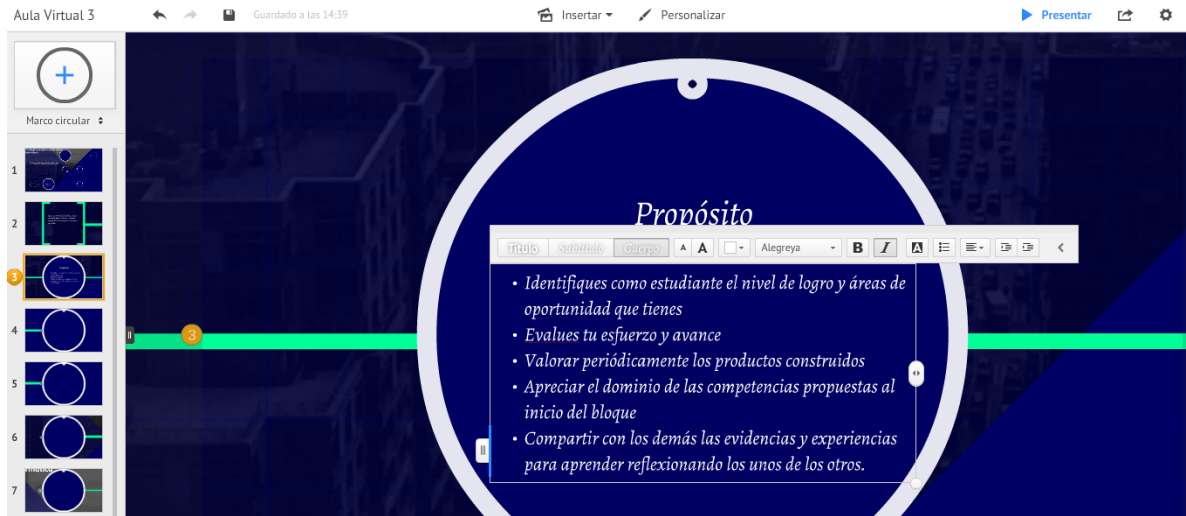 Aula Virtual 3
Guardado a las 14:39
Insertar
Personalizar
Presentar
Marco circular
1
2
3
4
5
6
7
3
Propósito
Título
Subtítulo
Cuerpo
A A
Alegreya
B I A
• Identifiques como estudiante el nivel de logro y áreas de
oportunidad que tienes
• Evalues tu esfuerzo y avance
• Valorar periódicamente los productos construidos
• Apreciar el dominio de las competencias propuestas al
inicio del bloque
• Compartir con los demás las evidencias y experiencias
para aprender reflexionando los unos de los otros.